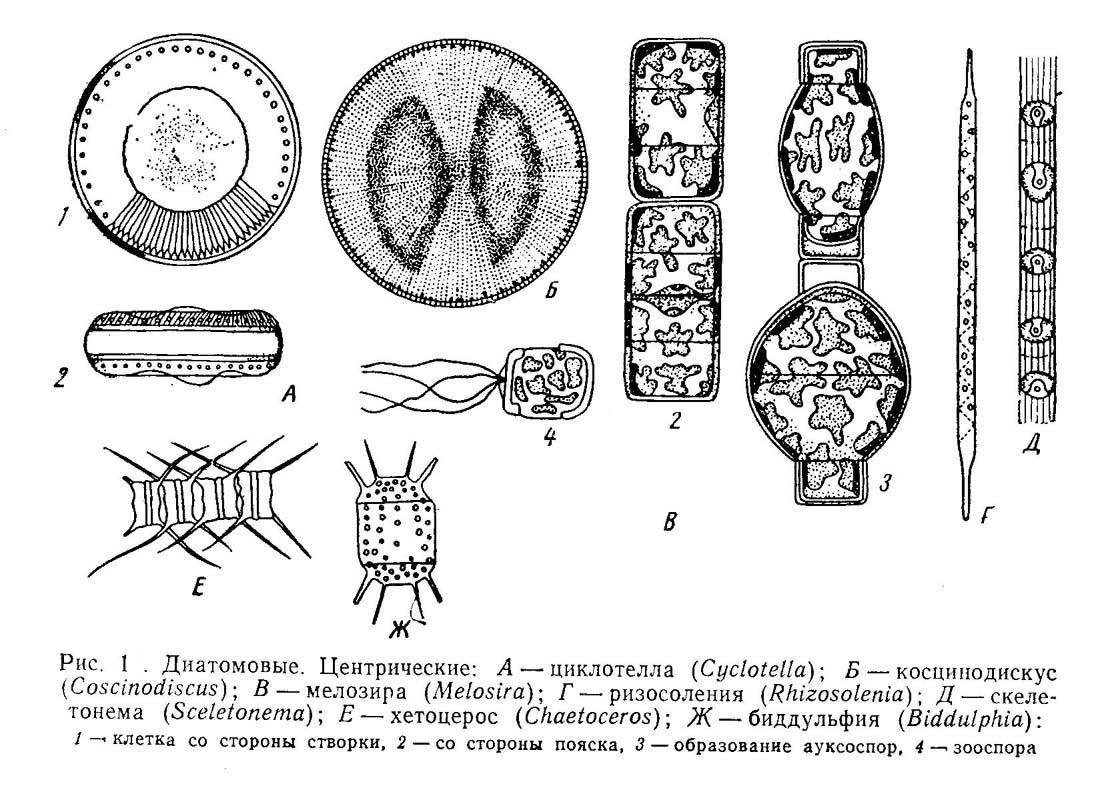 1
Б
2
А
4
2
3
В
Г
Д
Е
Ж
Рис. 1 . Диатомовые. Центрические: А — циклотелла (Cyclotella); Б — косцинодискус
(Coscinodiscus); В — мелозира (Melosira); Г — ризосоления (Rhizosolenia); Д — скеле-
тонема (Sceletonema); Е — хетоцерос (Chaetoceros); Ж — биддульфия (Biddulphia):
1 — клетка со стороны створки, 2 — со стороны пояска, 3 — образование ауксоспор, 4 — зооспора